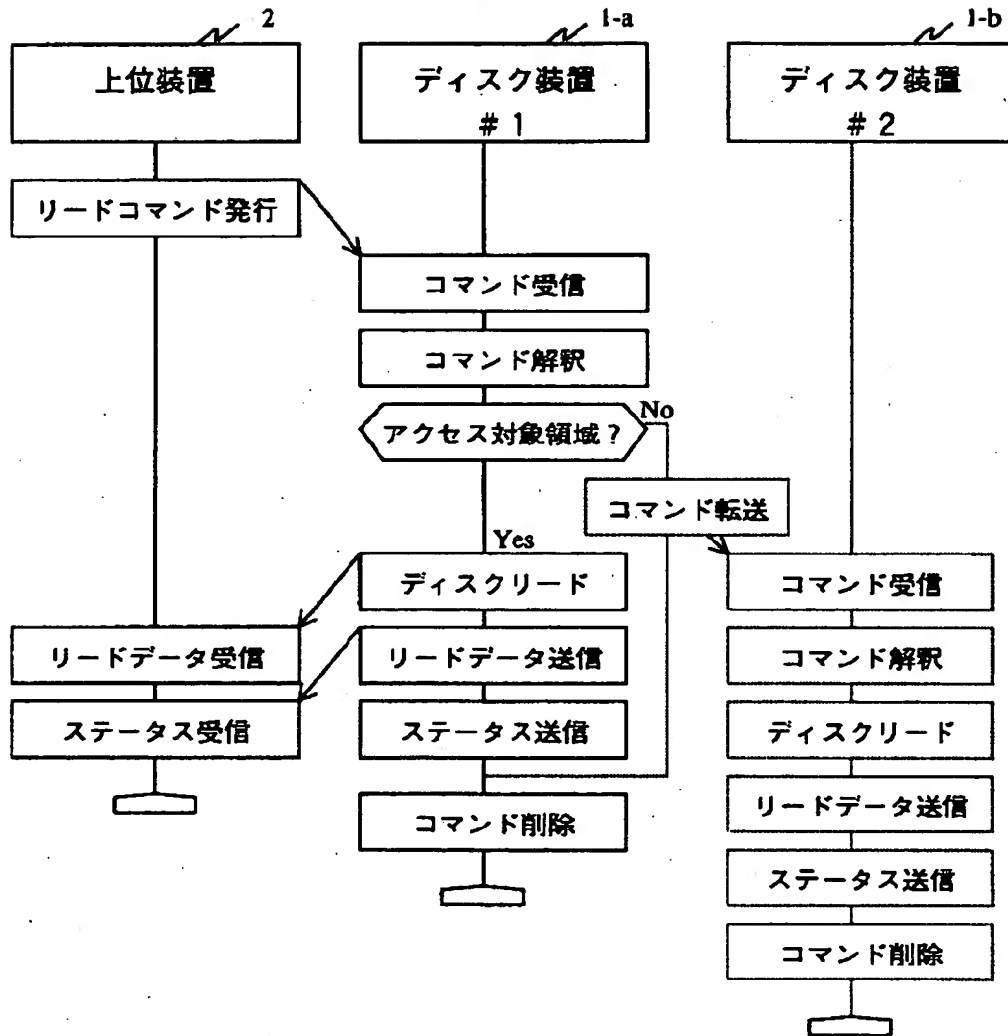 2
1-a
1-b
上位装置
ディスク装置
#1
ディスク装置
#2
リードコマンド発行
コマンド受信
コマンド解釈
アクセス対象領域?
No
コマンド転送
Yes
ディスクリード
コマンド受信
リードデータ受信
リードデータ送信
コマンド解釈
ステータス受信
ステータス送信
ディスクリード
コマンド削除
リードデータ送信
ステータス送信
コマンド削除